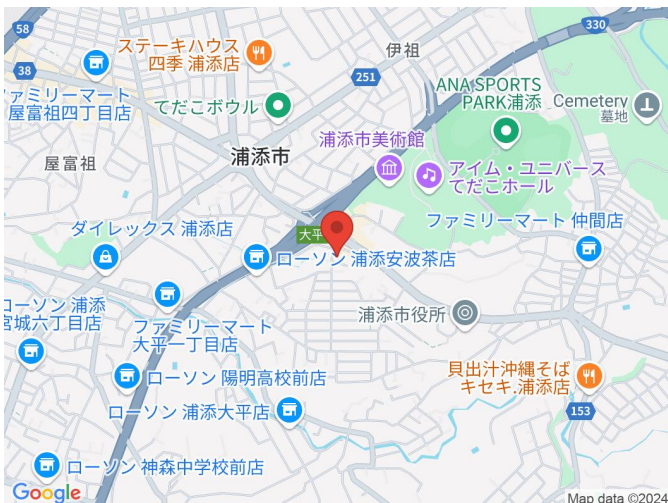 58
330
ステーキハウス
四季 浦添店
伊祖
38
251
ファミリーマート
屋富祖四丁目店
てだこボウル
ANA SPORTS
PARK浦添
Cemetery
墓地
浦添市美術館
浦添市
屋富祖
アイム・ユニバース
てだこホール
ダイレックス 浦添店
ファミリーマート 仲間店
大平
ローソン 浦添安波茶店
ローソン 浦添
宮城六丁目店
ファミリーマート
大平一丁目店
浦添市役所
ローソン 陽明高校前店
貝出汁沖縄そば
キセキ.浦添店
ローソン 浦添大平店
153
ローソン 神森中学校前店
Google
Map data ©2024